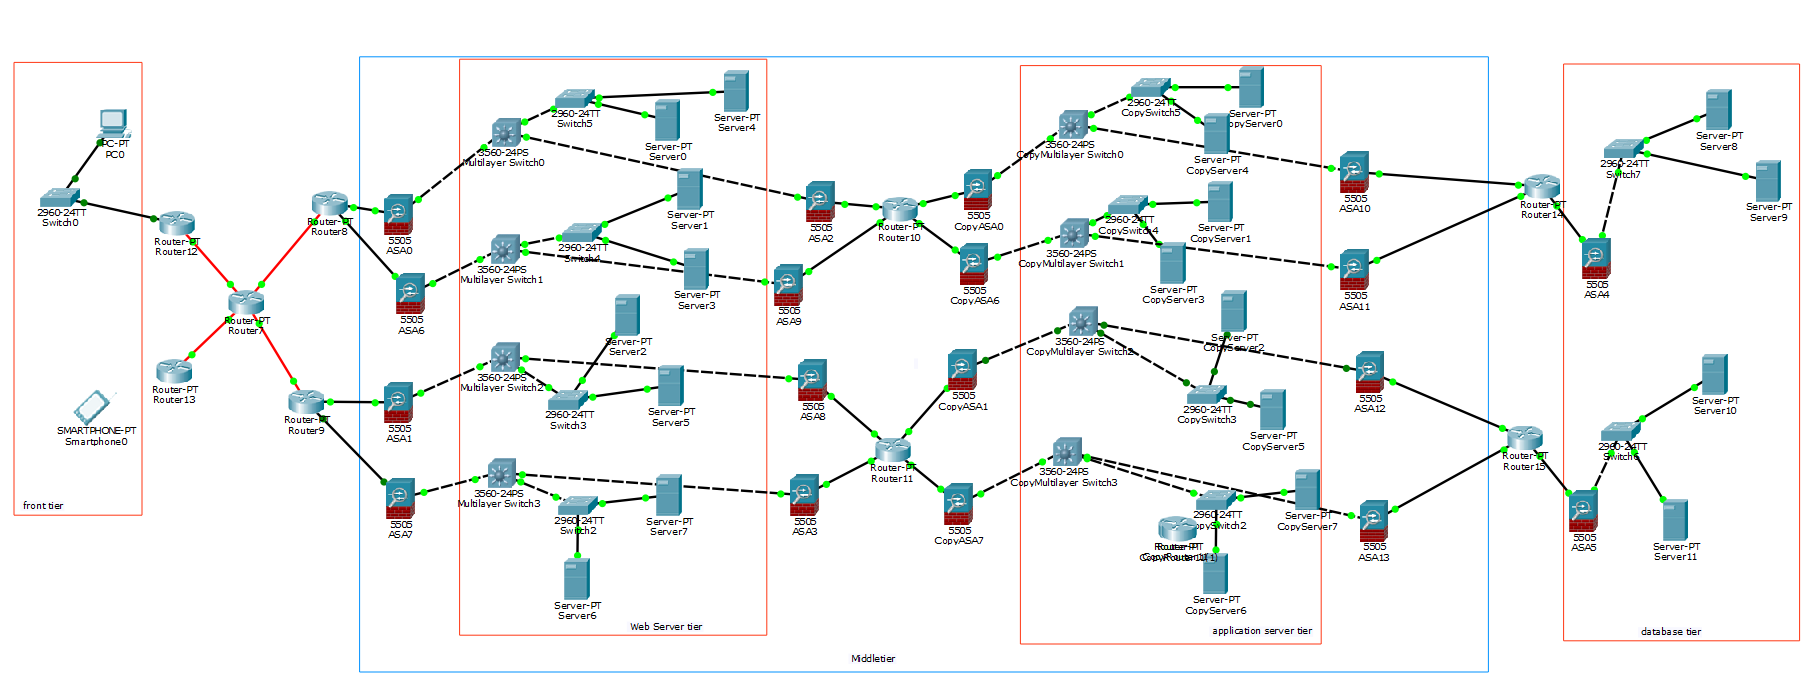 PC-PT
PC0
2960-24TT
Switch0
Router-PT
Router12
Router-PT
Router7
Router-PT
Router13
SMARTPHONE-PT
Smartphone0
front tier
Router-PT
Router8
Router-PT
Router9
5505
ASA0
5505
ASA6
5505
ASA1
5505
ASA7
2960-24TT
Switch5
3560-24PS
Multilayer Switch0
Server-PT
Server4
Server-PT
Server0
Server-PT
Server1
2960-24TT
Switch4
3560-24PS
Multilayer Switch1
Server-PT
Server3
Server-PT
Server2
3560-24PS
Multilayer Switch2
2960-24TT
Switch3
Server-PT
Server5
3560-24PS
Multilayer Switch3
2960-24TT
Switch2
Server-PT
Server7
Server-PT
Server6
Web Server tier
5505
ASA2
5505
ASA9
5505
ASA8
5505
ASA3
Router-PT
Router10
Router-PT
Router11
5505
CopyASA0
5505
CopyASA6
5505
CopyASA1
5505
CopyASA7
Middletier
2960-24TT
CopySwitch5
Server-PT
CopyServer0
3560-24PS
CopyMultilayer Switch0
Server-PT
CopyServer4
2960-24TT
CopySwitch4
Server-PT
CopyServer1
3560-24PS
CopyMultilayer Switch1
Server-PT
CopyServer3
Server-PT
CopyServer2
3560-24PS
CopyMultilayer Switch2
2960-24TT
CopySwitch3
Server-PT
CopyServer5
3560-24PS
CopyMultilayer Switch3
2960-24TT
CopySwitch2
Server-PT
CopyServer7
Router-PT
Server-PT
CopyServer6
application server tier
5505
ASA10
5505
ASA11
5505
ASA12
5505
ASA13
Router-PT
Router14
Router-PT
Router15
5505
ASA4
5505
ASA5
Server-PT
Server8
2960-24TT
Switch7
Server-PT
Server9
Server-PT
Server10
2960-24TT
Switch6
Server-PT
Server11
database tier